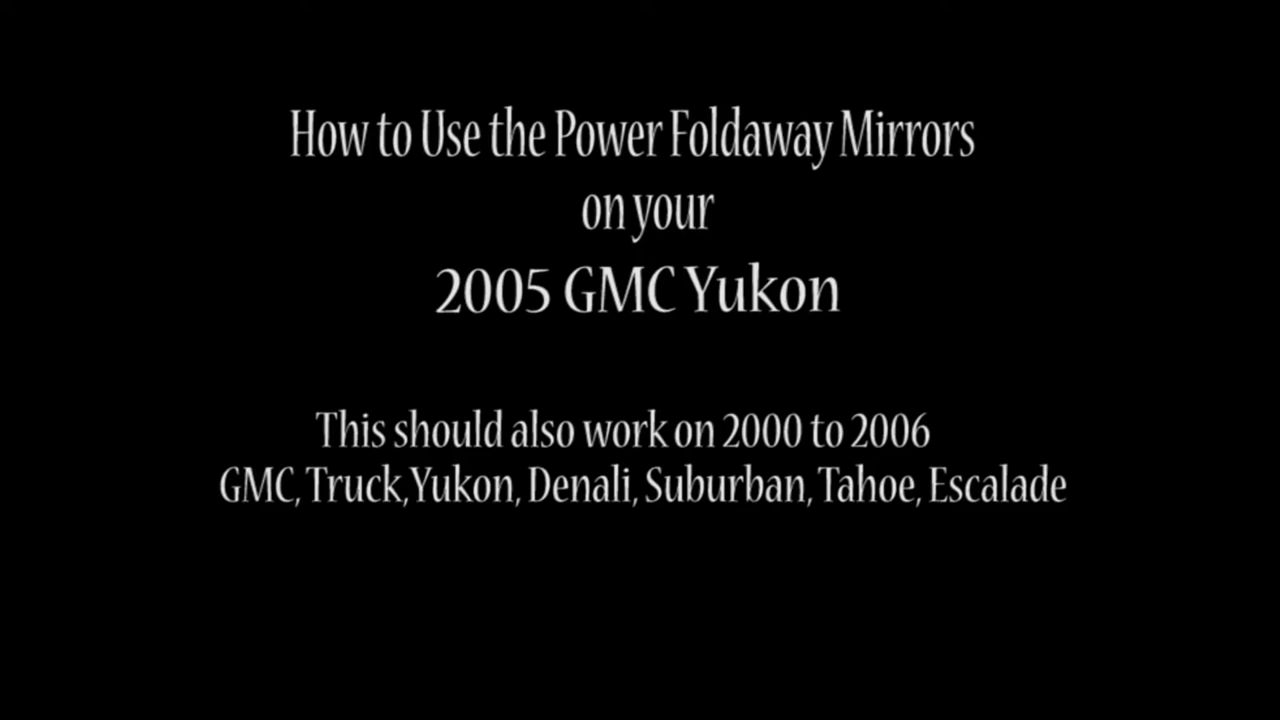 How to Use the Power Foldaway Mirrors
on your
2005 GMC Yukon
This should also work on 2000 to 2006
GMC, Truck,Yukon, Denali, Suburban, Tahoe, Escalade